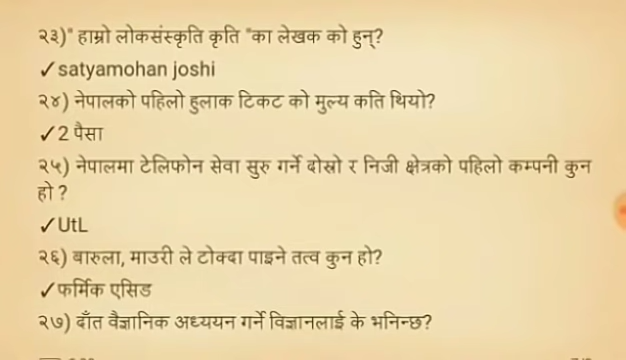 २३)" हाम्रो लोकसंस्कृति कृति "का लेखक को हुन्?
✓satyamohan joshi
२४) नेपालको पहिलो हुलाक टिकट को मुल्य कति थियो?
✓2 पैसा
२५) नेपालमा टेलिफोन सेवा सुरु गर्ने दोस्रो र निजी क्षेत्रको पहिलो कम्पनी कुन
हो ?
✓UtL
२६) बारुला, माउरी ले टोक्दा पाइने तत्व कुन हो?
✓फर्मिक एसिड
२७) दाँत वैज्ञानिक अध्ययन गर्ने विज्ञानलाई के भनिन्छ?